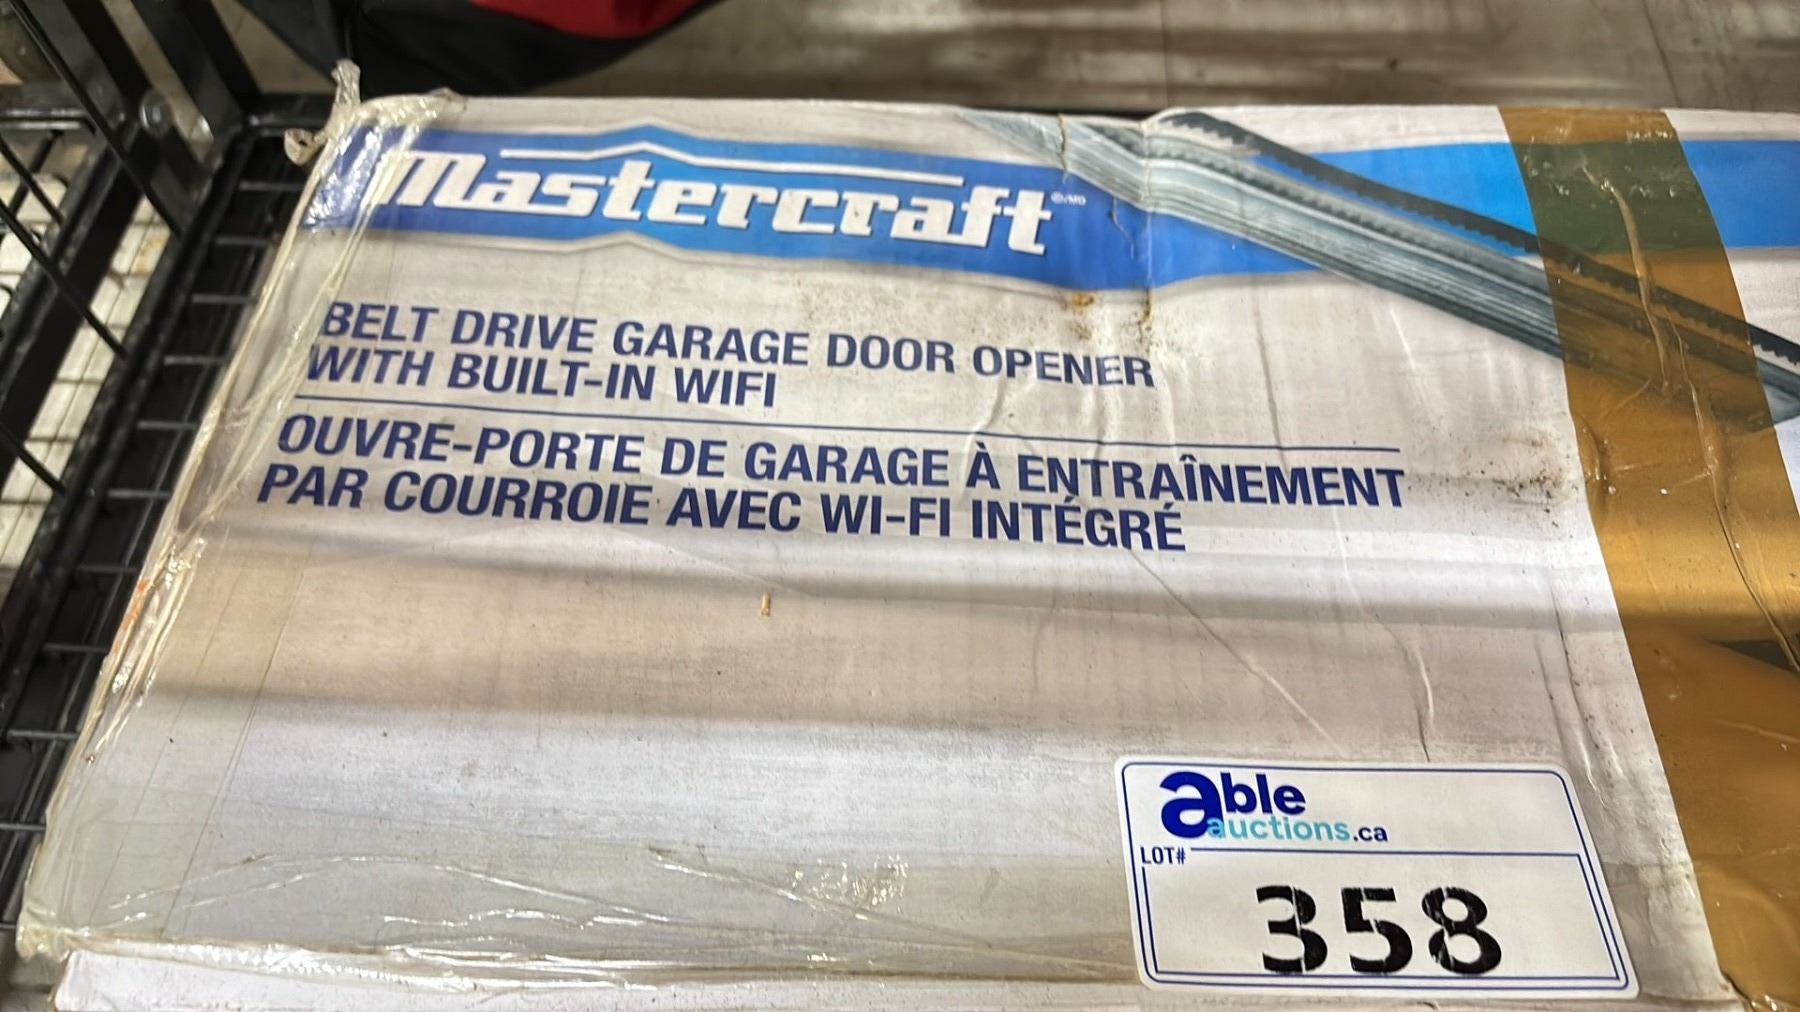 Mastercraft ®/MD
BELT DRIVE GARAGE DOOR OPENER
WITH BUILT-IN WIFI
OUVRE-PORTE DE GARAGE À ENTRAÎNEMENT
PAR COURROIE AVEC WI-FI INTÉGRÉ
able
auctions.ca
LOT#
358